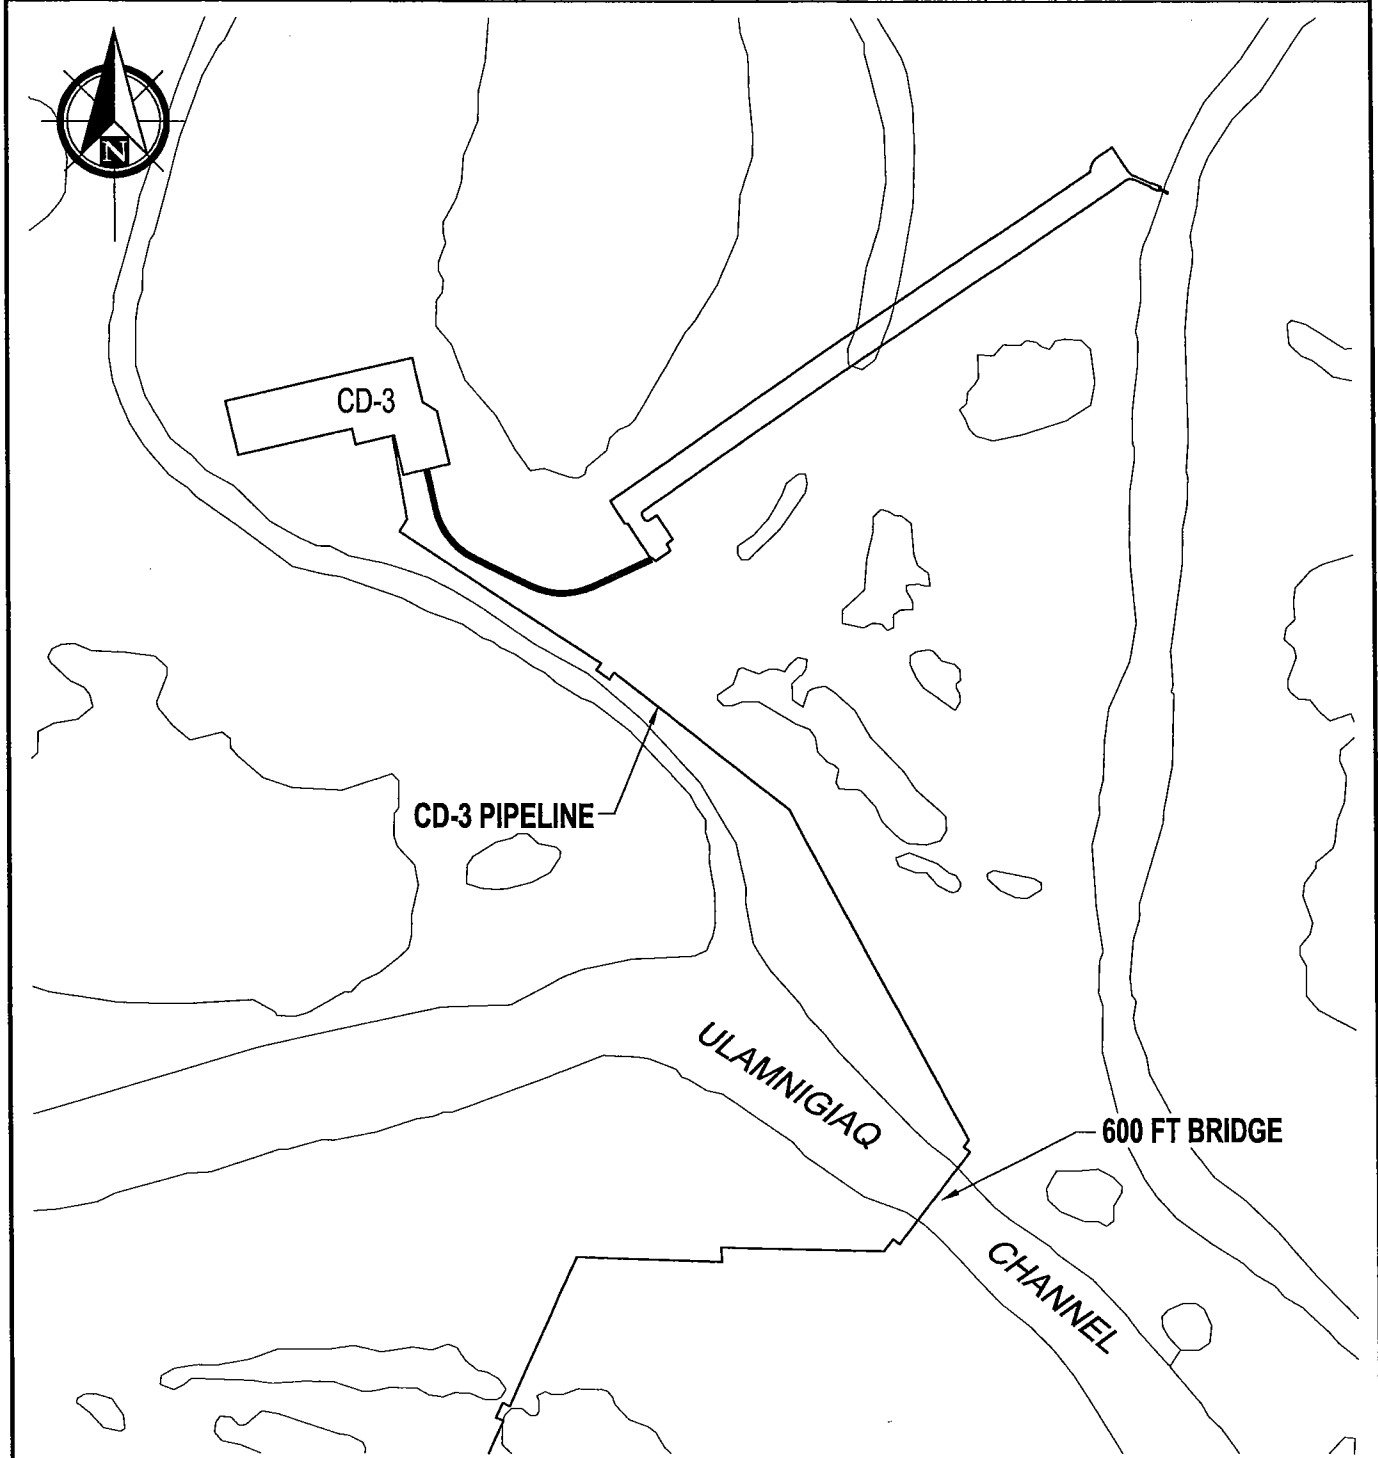 N
CD-3
CD-3 PIPELINE
ULAMNIGIAQ
600 FT BRIDGE
CHANNEL